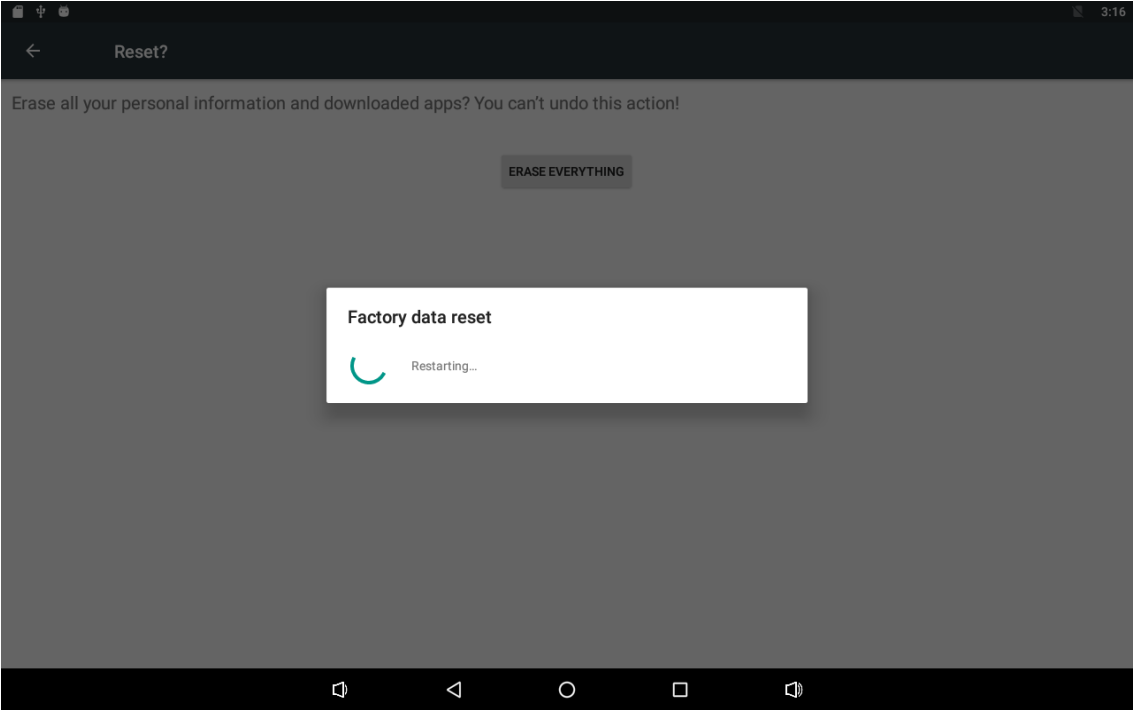 3:16
Reset?
Erase all your personal information and downloaded apps? You can't undo this action!
ERASE EVERYTHING
Factory data reset
Restarting…